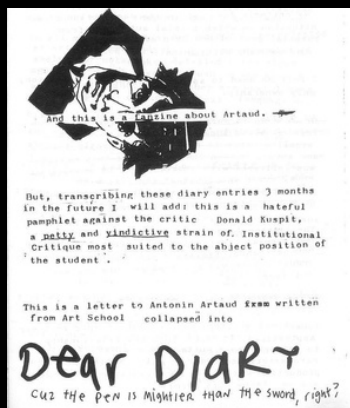 And this is a fanzine about Artaud.
But, transcribing these diary entries 3 months
in the future I will add: this is a hateful
pamphlet against the critic Donald Kuspit,
a petty and vindictive strain of Institutional
Critique most suited to the abject position of
'the student'.
This is a letter to Antonin Artaud from written
from Art School collapsed into
Dear DiARY
cuz the pen is mightier than the sword, right?